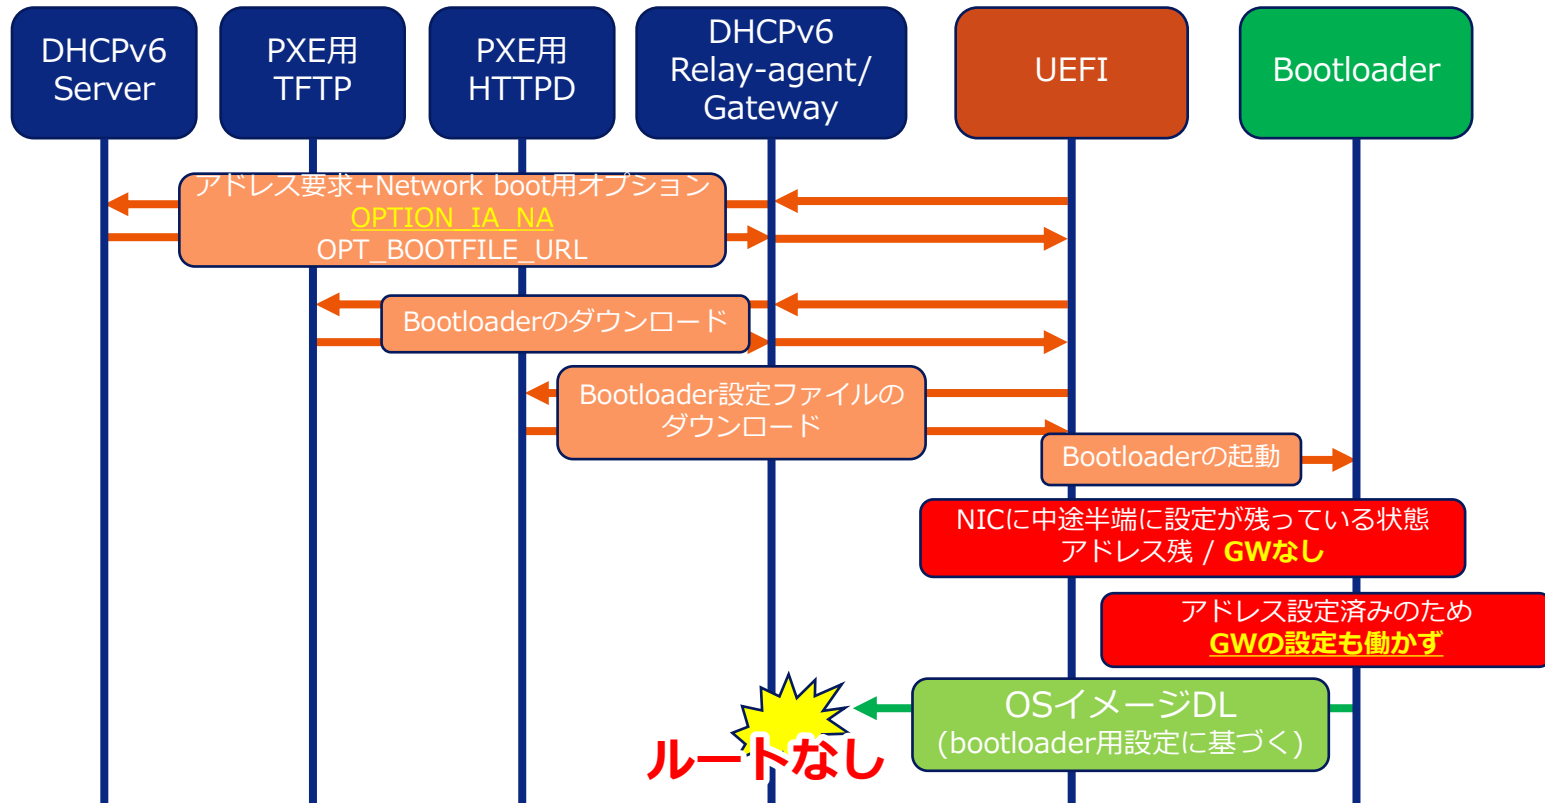 DHCPv6
Server
PXE用
TFTP
PXE用
HTTPD
DHCPv6
Relay-agent/
Gateway
UEFI
Bootloader
アドレス要求+Network boot用オプション
OPTION_IA_NA
OPT_BOOTFILE_URL
Bootloaderのダウンロード
Bootloader設定ファイルの
ダウンロード
Bootloaderの起動
NICに中途半端に設定が残っている状態
アドレス残 / GWなし
アドレス設定済みのため
GWの設定も働かず
OSイメージDL
(bootloader用設定に基づく)
ルートなし